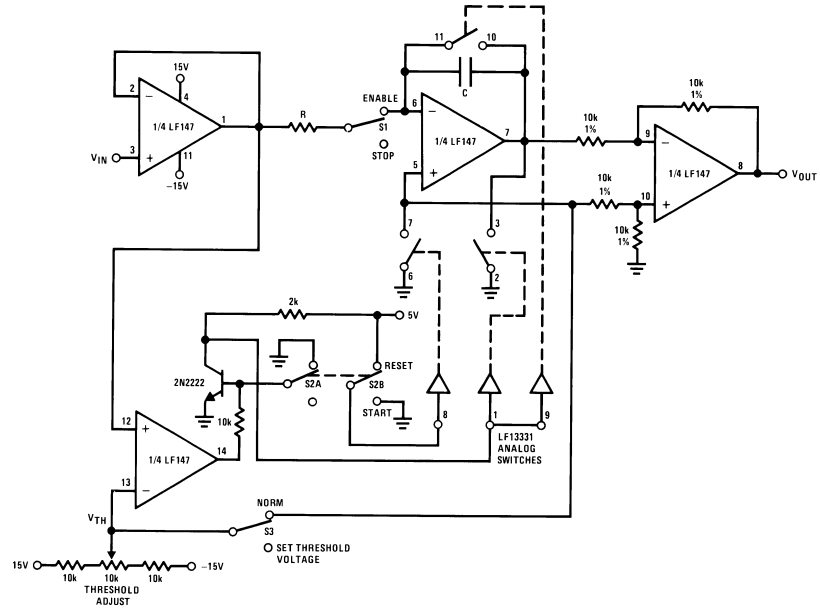 11
10
15V
ENABLE
C
10k
1%
2
4
R
6
10k
1%
1
1/4 LF147
S1
1/4 LF147
7
9
8
VIN
3
11
STOP
5
10k
1%
1/4 LF147
VOUT
-15V
10
7
3
10k
1%
6
2
2k
5V
RESET
2N2222
S2A
S2B
START
10k
8
1
9
12
LF13331
ANALOG
SWITCHES
1/4 LF147
14
13
NORM
VTH
S3
SET THRESHOLD
VOLTAGE
15V
-15V
10k
10k
10k
THRESHOLD
ADJUST